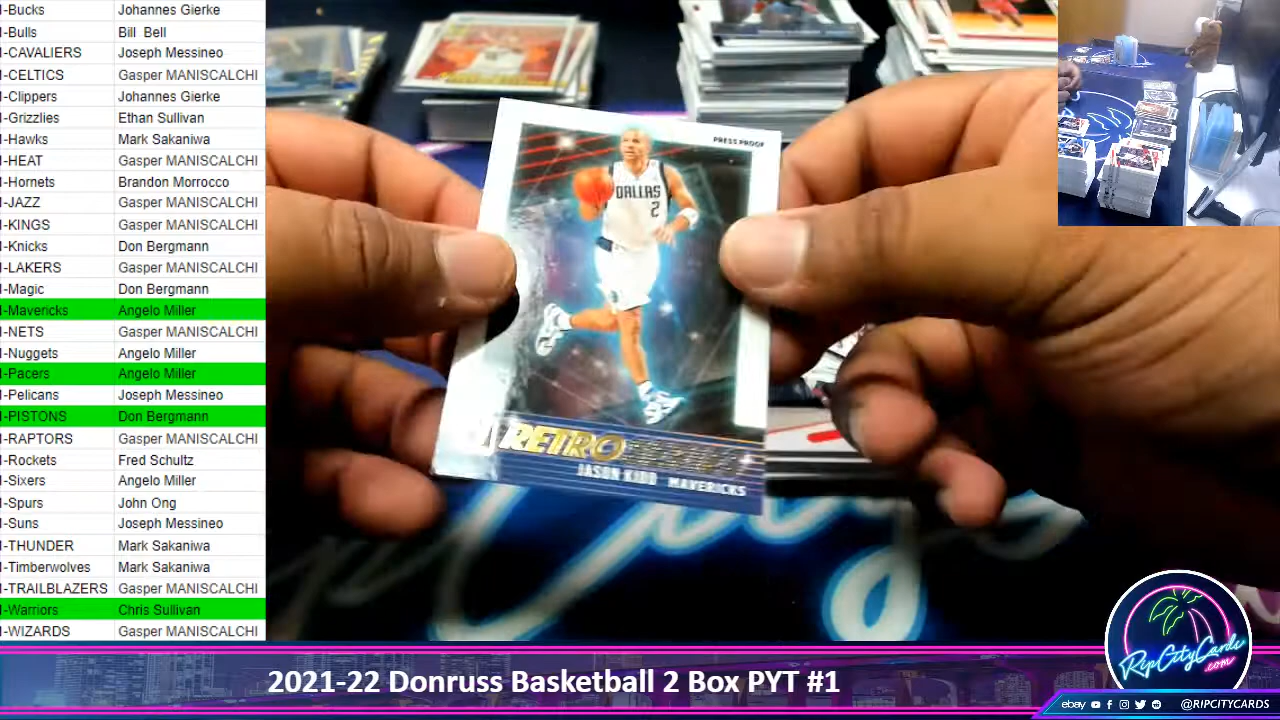 I-Bucks Johannes Gierke
I-Bulls Bill Bell
I-CAVALIERS Joseph Messineo
I-CELTICS Gasper MANISCALCHI
I-Clippers Johannes Gierke
I-Grizzlies Ethan Sullivan
I-Hawks Mark Sakaniwa
I-HEAT Gasper MANISCALCHI
I-Hornets Brandon Morrocco
I-JAZZ Gasper MANISCALCHI
I-KINGS Gasper MANISCALCHI
I-Knicks Don Bergmann
I-LAKERS Gasper MANISCALCHI
I-Magic Don Bergmann
I-Mavericks Angelo Miller
I-NETS Gasper MANISCALCHI
I-Nuggets Angelo Miller
I-Pacers Angelo Miller
I-Pelicans Joseph Messineo
I-PISTONS Don Bergmann
I-RAPTORS Gasper MANISCALCHI
I-Rockets Fred Schultz
I-Sixers Angelo Miller
I-Spurs John Ong
I-Suns Joseph Messineo
I-THUNDER Mark Sakaniwa
I-Timberwolves Mark Sakaniwa
I-TRAILBLAZERS Gasper MANISCALCHI
I-Warriors Chris Sullivan
I-WIZARDS Gasper MANISCALCHI
PRESS PROOF
DALLAS
2
RETRO
JASON KIDD MAVERICKS
RipCityCards
.com
2021-22 Donruss Basketball 2 Box PYT #1
ebay @RIPCITYCARDS